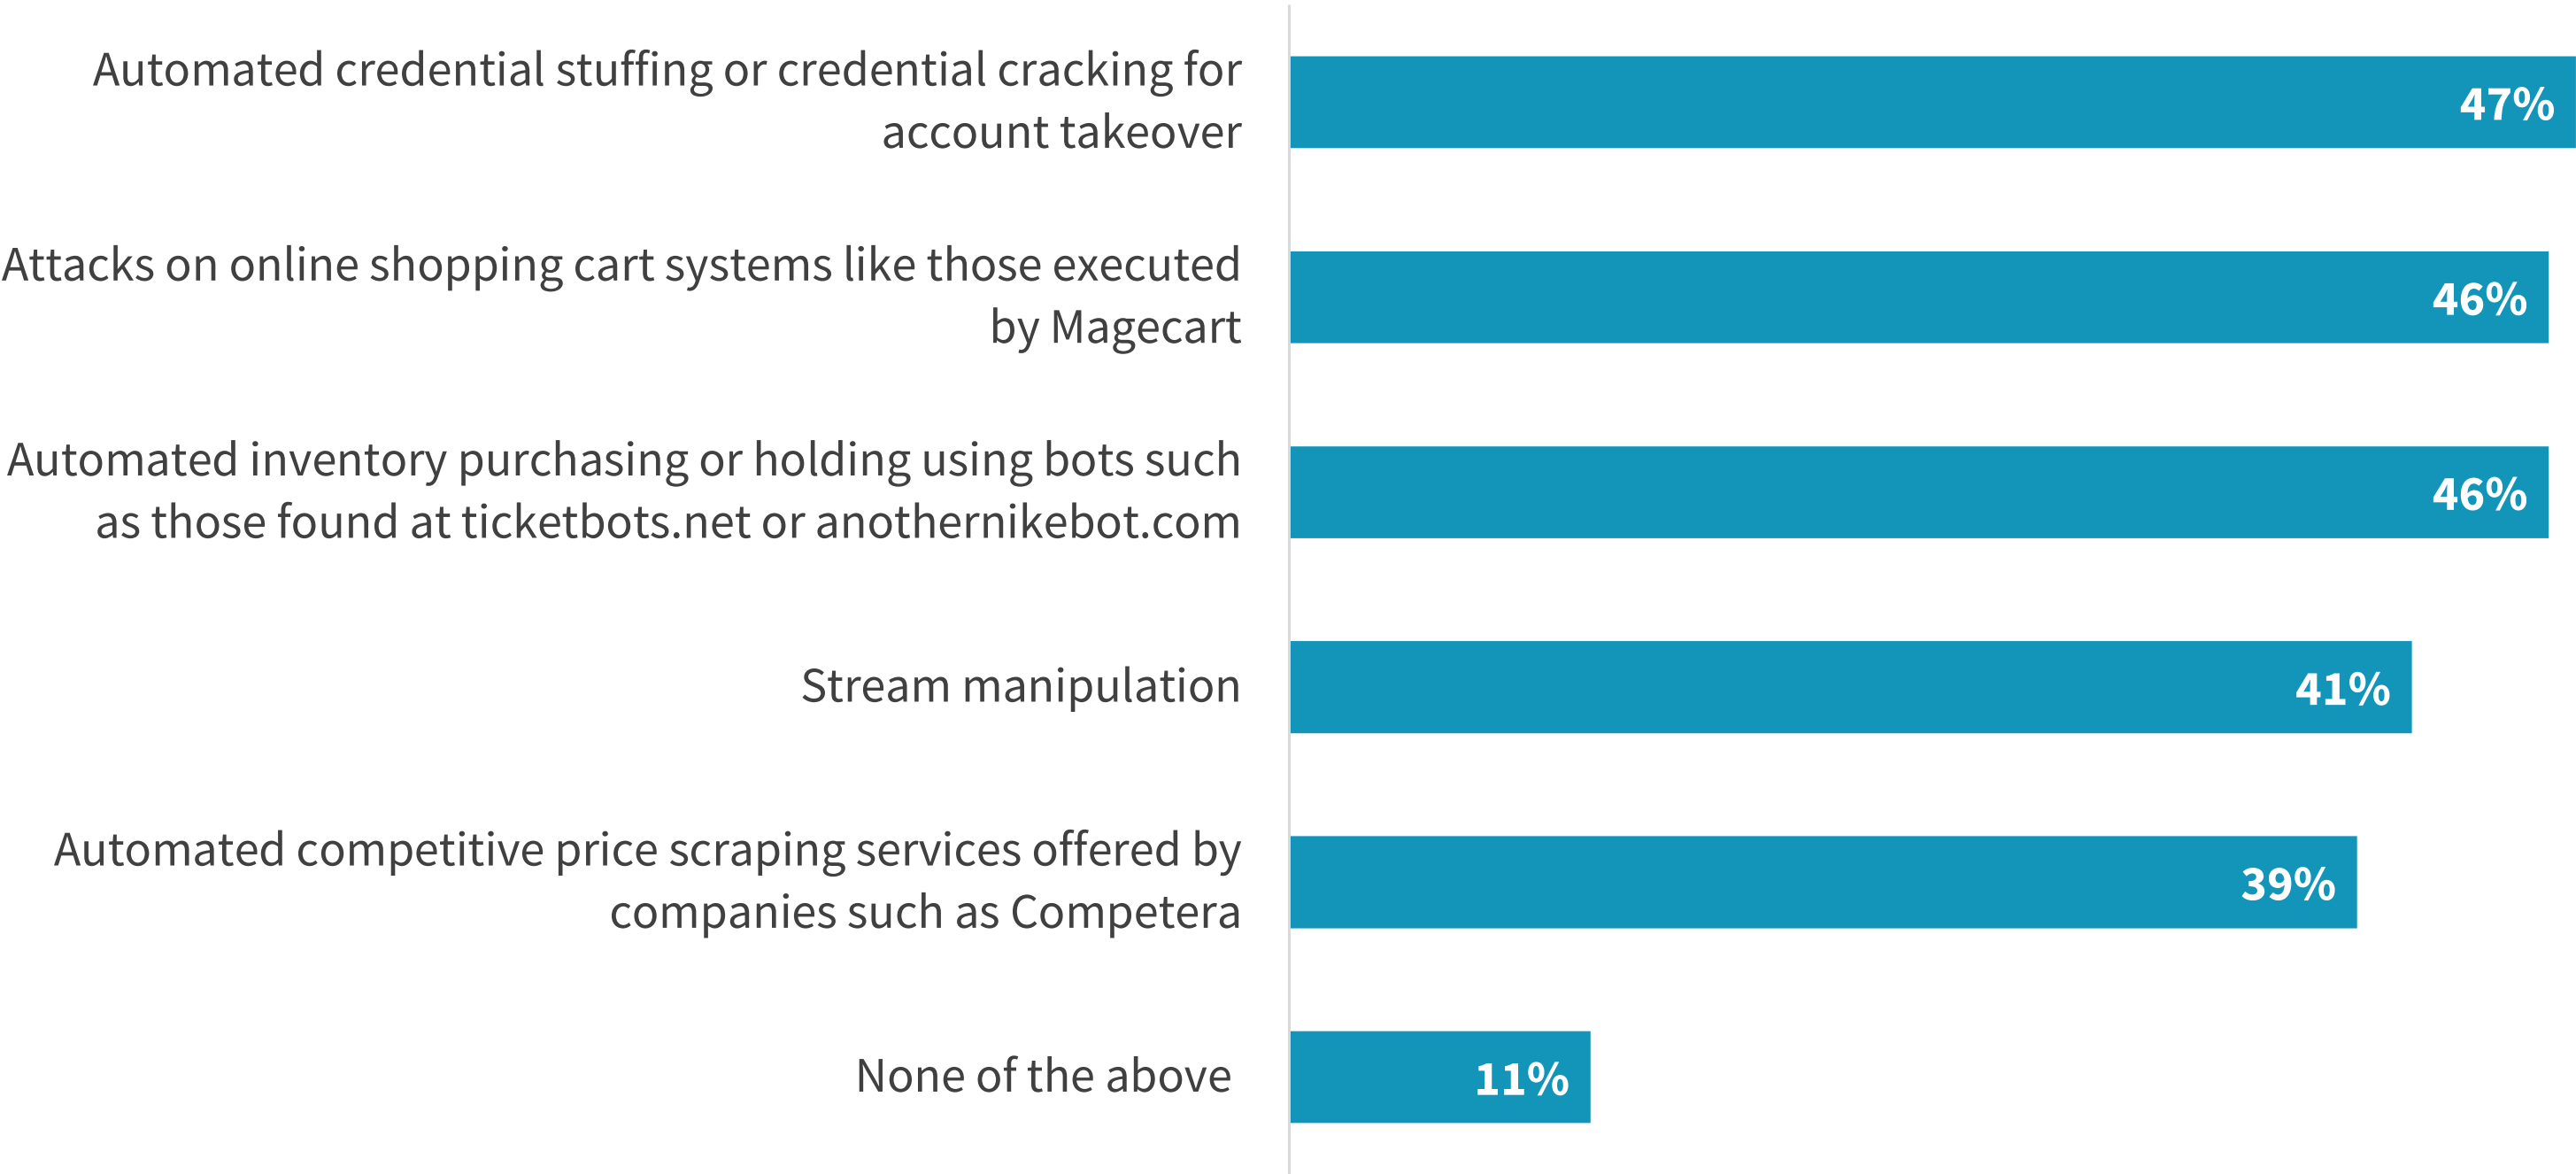 Automated credential stuffing or credential cracking for
account takeover
47%
Attacks on online shopping cart systems like those executed
by Magecart
46%
Automated inventory purchasing or holding using bots such
as those found at ticketbots.net or anothernikebot.com
46%
Stream manipulation
41%
Automated competitive price scraping services offered by
companies such as Competera
39%
None of the above
11%